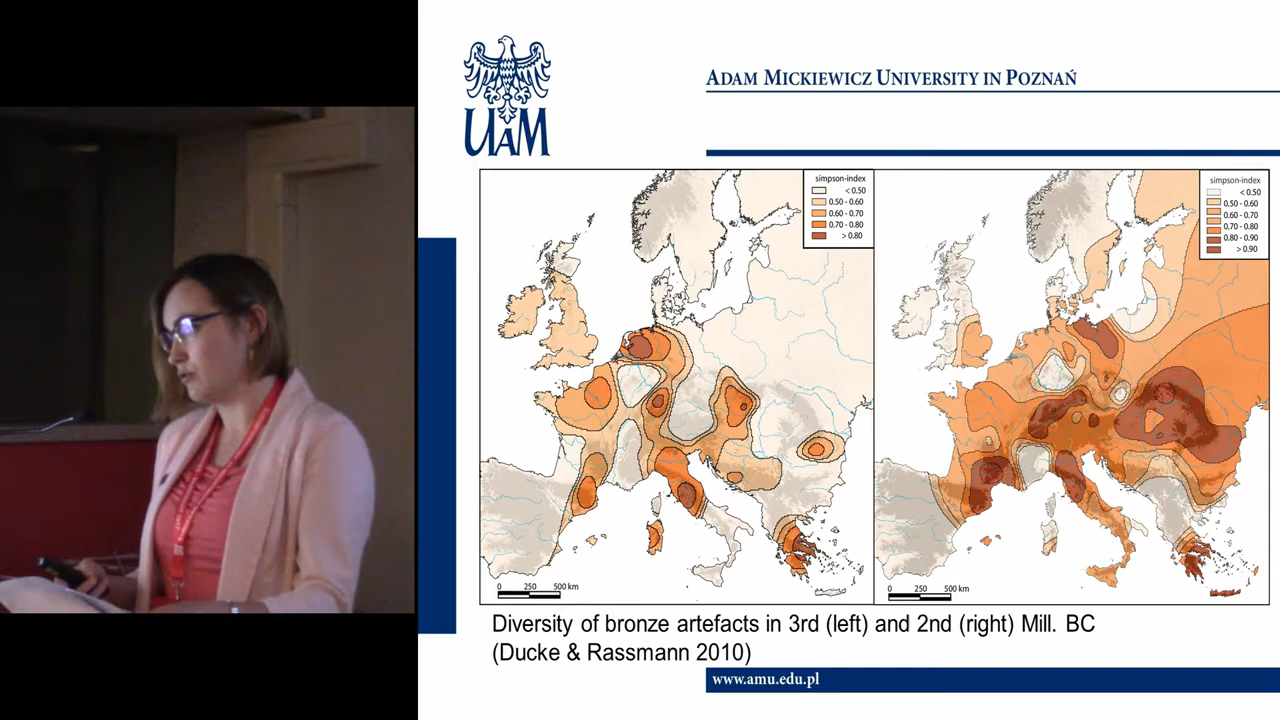 UAM
ADAM MICKIEWICZ UNIVERSITY IN POZNAŃ
simpson-index
< 0.50
0.50 - 0.60
0.60 - 0.70
0.70 - 0.80
> 0.80
0 250 500 km
simpson-index
< 0.50
0.50 - 0.60
0.60 - 0.70
0.70 - 0.80
0.80 - 0.90
> 0.90
0 250 500 km
Diversity of bronze artefacts in 3rd (left) and 2nd (right) Mill. BC
(Ducke & Rassmann 2010)
www.amu.edu.pl